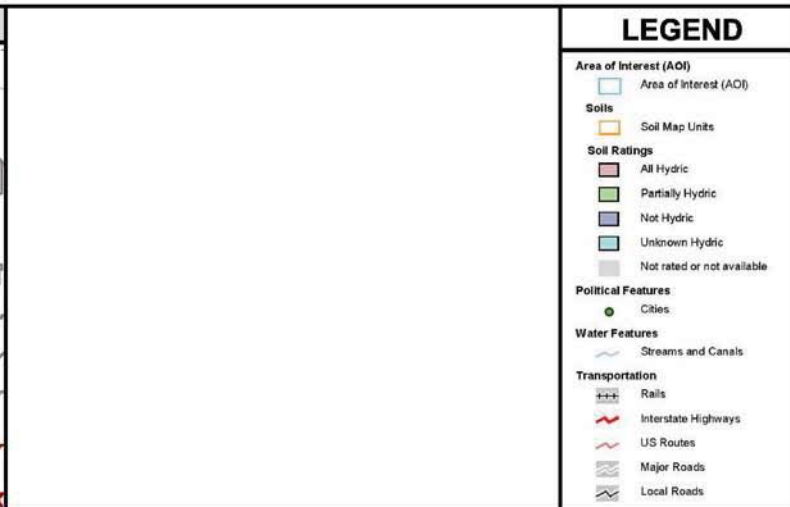 LEGEND
Area of Interest (AOI)
Area of Interest (AOI)
Soils
Soil Map Units
Soil Ratings
All Hydric
Partially Hydric
Not Hydric
Unknown Hydric
Not rated or not available
Political Features
Cities
Water Features
Streams and Canals
Transportation
Rails
Interstate Highways
US Routes
Major Roads
Local Roads